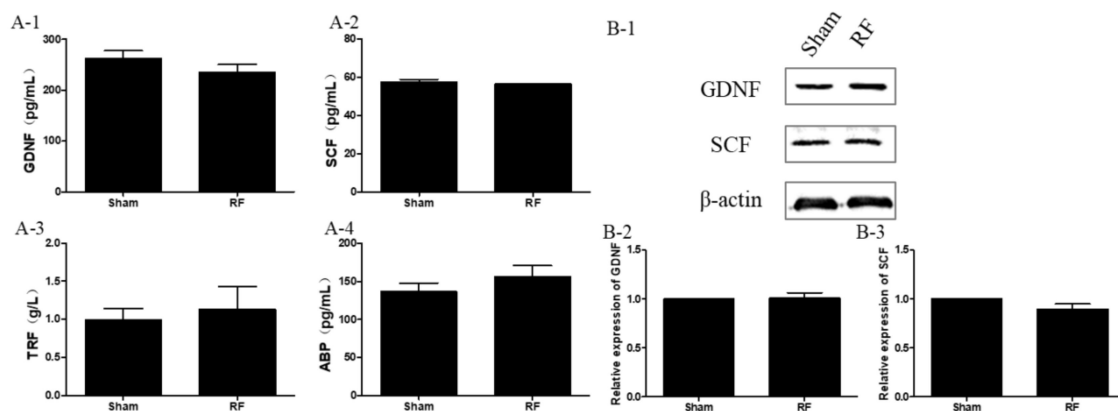 A-1
300
200
100
0
GDNF（pg/mL）
Sham RF
A-2
80
60
40
20
0
SCF（pg/mL）
Sham RF
B-1
Sham RF
GDNF
SCF
β-actin
A-3
2.0
1.5
1.0
0.5
0.0
TRF（g/L）
Sham RF
A-4
200
150
100
50
0
ABP（pg/mL）
Sham RF
B-2
1.5
1.0
0.5
0.0
Relative expression of GDNF
Sham RF
B-3
1.5
1.0
0.5
0.0
Relative expression of SCF
Sham RF